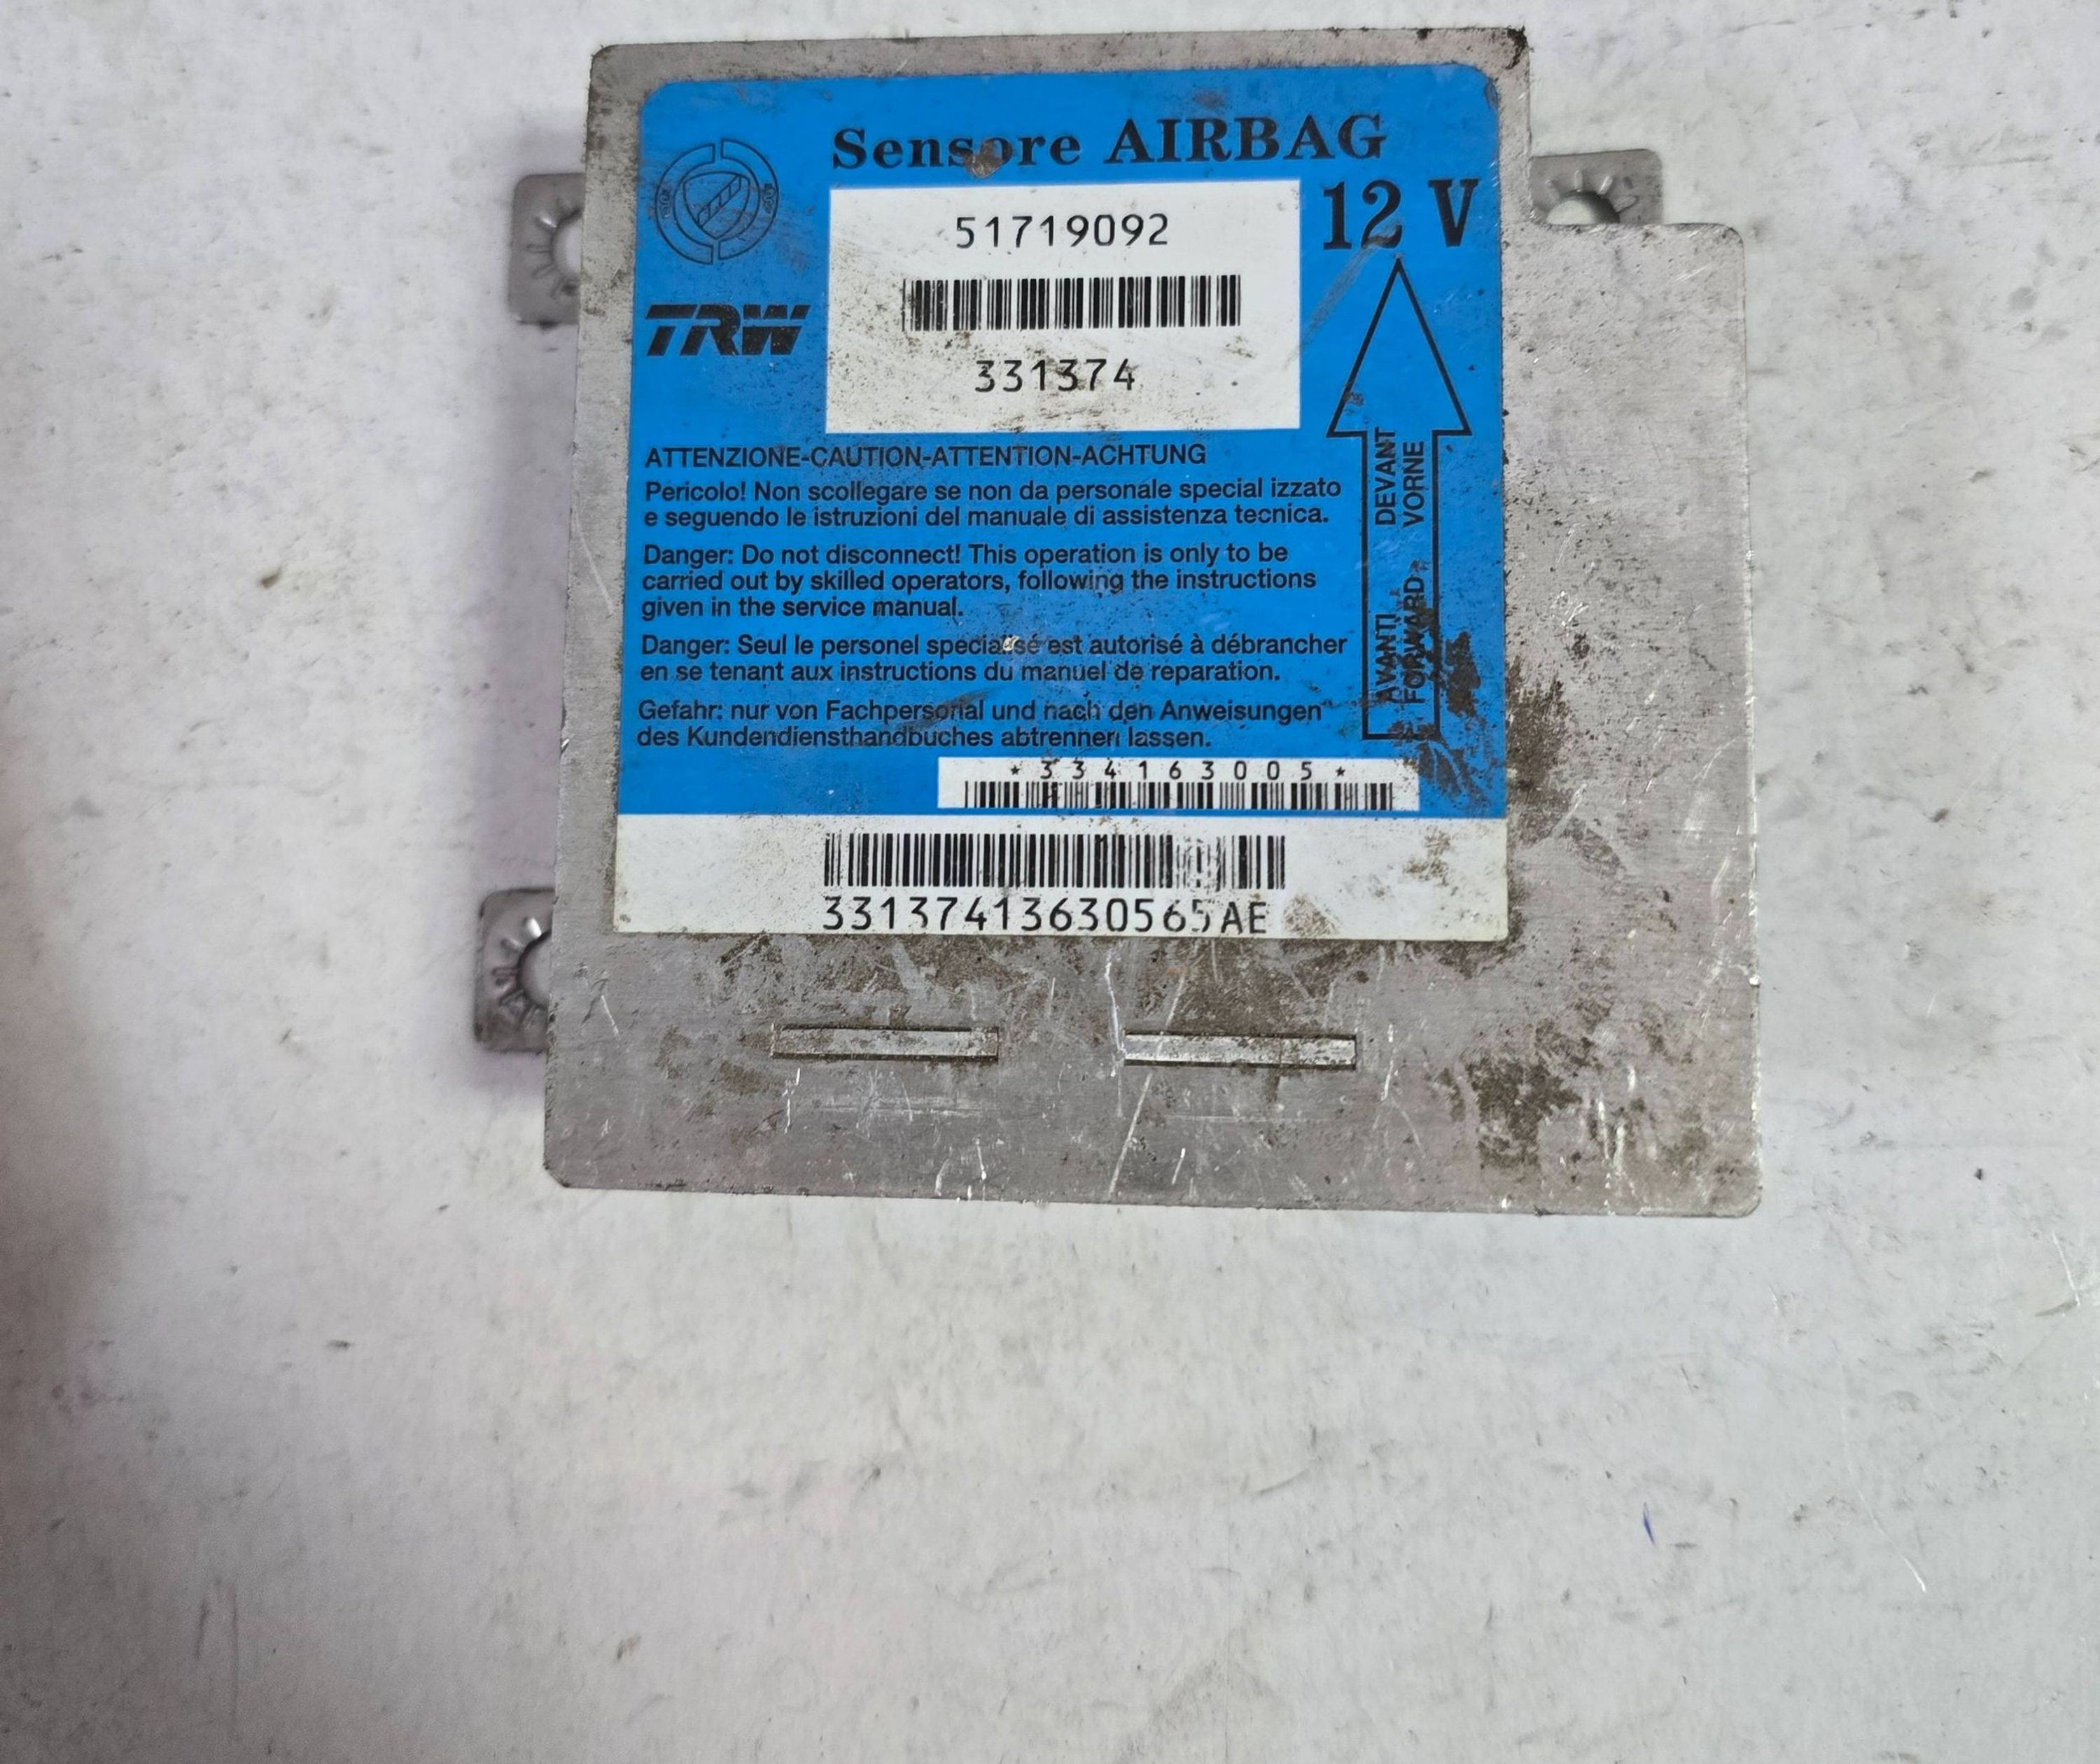 Sensore AIRBAG
12 V
51719092
TRW
331374
DEVANT
VORNE
AVANTI
FORWARD
ATTENZIONE-CAUTION-ATTENTION-ACHTUNG
Pericolo! Non scollegare se non da personale special izzato
e seguendo le istruzioni del manuale di assistenza tecnica.
Danger: Do not disconnect! This operation is only to be
carried out by skilled operators, following the instructions
given in the service manual.
Danger: Seul le personel specialisé est autorisé à débrancher
en se tenant aux instructions du manuel de reparation.
Gefahr: nur von Fachpersonal und nach den Anweisungen
des Kundendiensthandbuches abtrennen lassen.
*334163005*
33137413630565AE